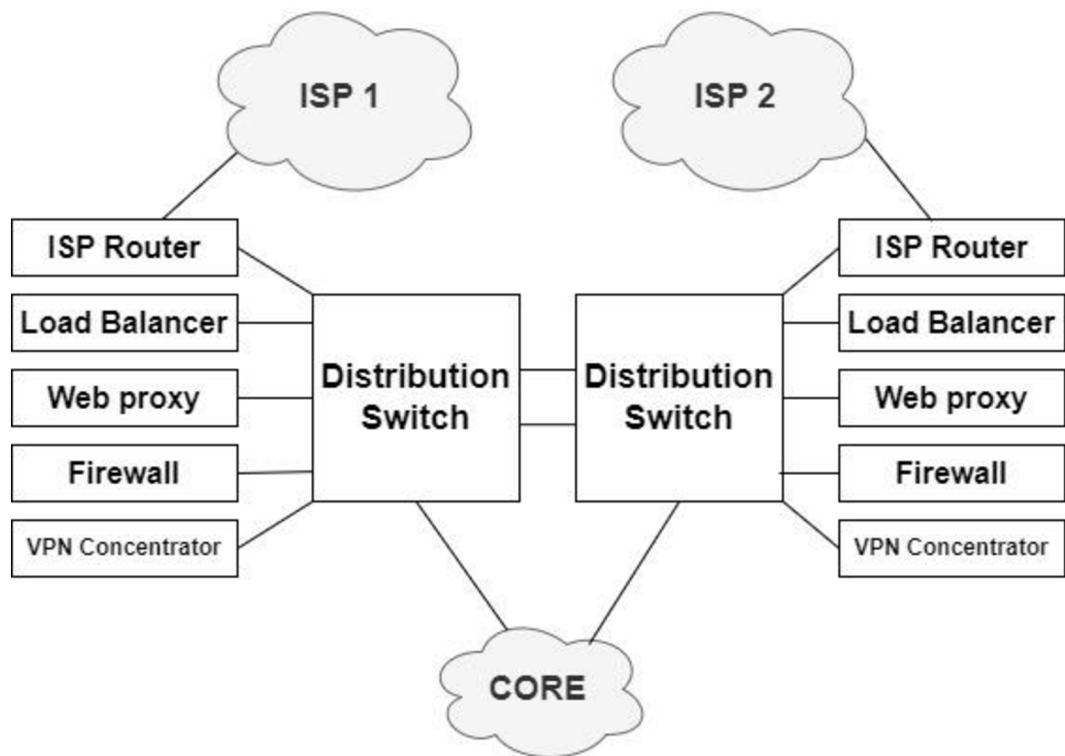 ISP 1
ISP 2
ISP Router
Load Balancer
Web proxy
Firewall
VPN Concentrator
Distribution
Switch
Distribution
Switch
ISP Router
Load Balancer
Web proxy
Firewall
VPN Concentrator
CORE